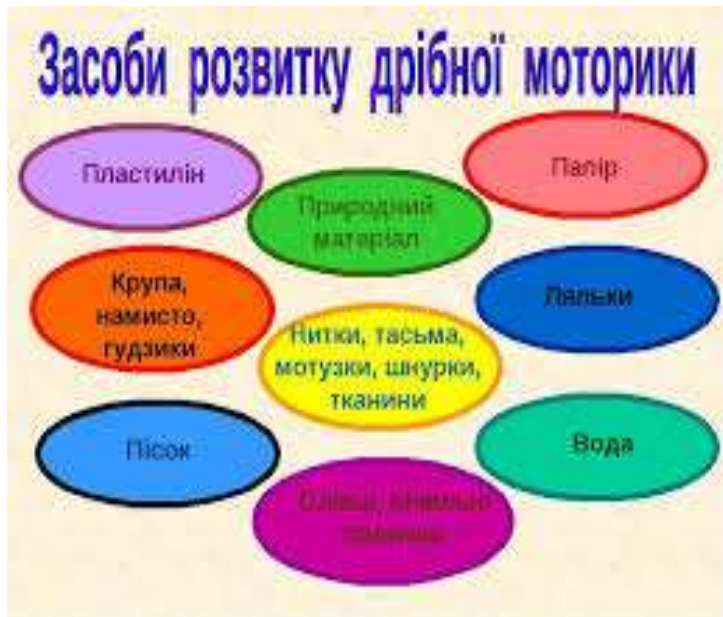 Засоби розвитку дрібної моторики
Пластилін
Папір
Природний
матеріал
Крупа,
намисто,
гудзики
Ляльки
Нитки, тасьма,
мотузки, шнурки,
тканини
Пісок
Вода
Олівці,